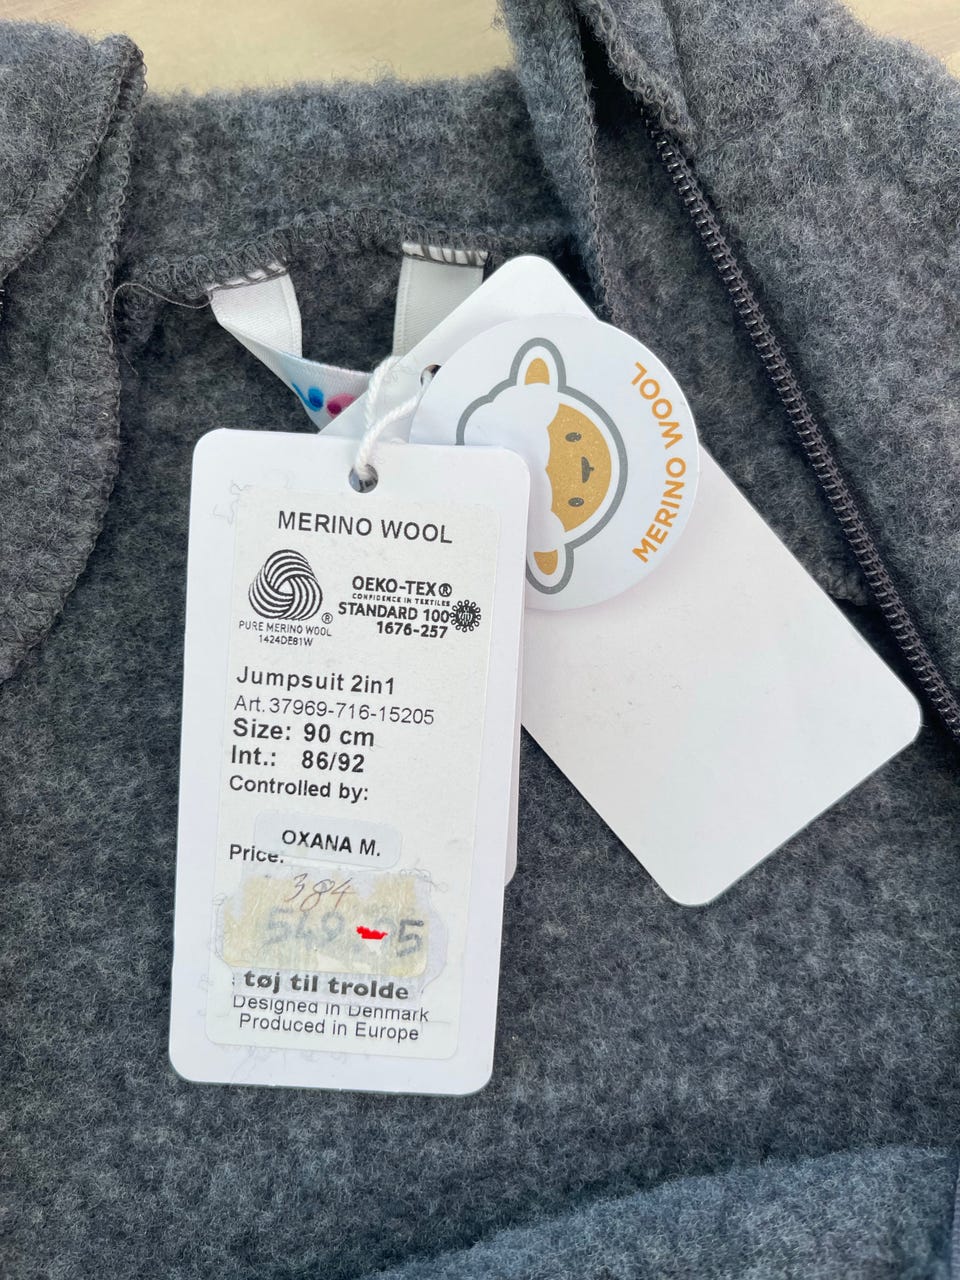 MERINO WOOL
MERINO WOOL
PURE MERINO WOOL
1424DE81W
OEKO-TEX®
CONFIDENCE IN TEXTILES
STANDARD 100
1676-257
Jumpsuit 2in1
Art.37969-716-15205
Size: 90 cm
Int.: 86/92
Controlled by:
OXANA M.
Price:
384
tøj til trolde
Designed in Denmark
Produced in Europe